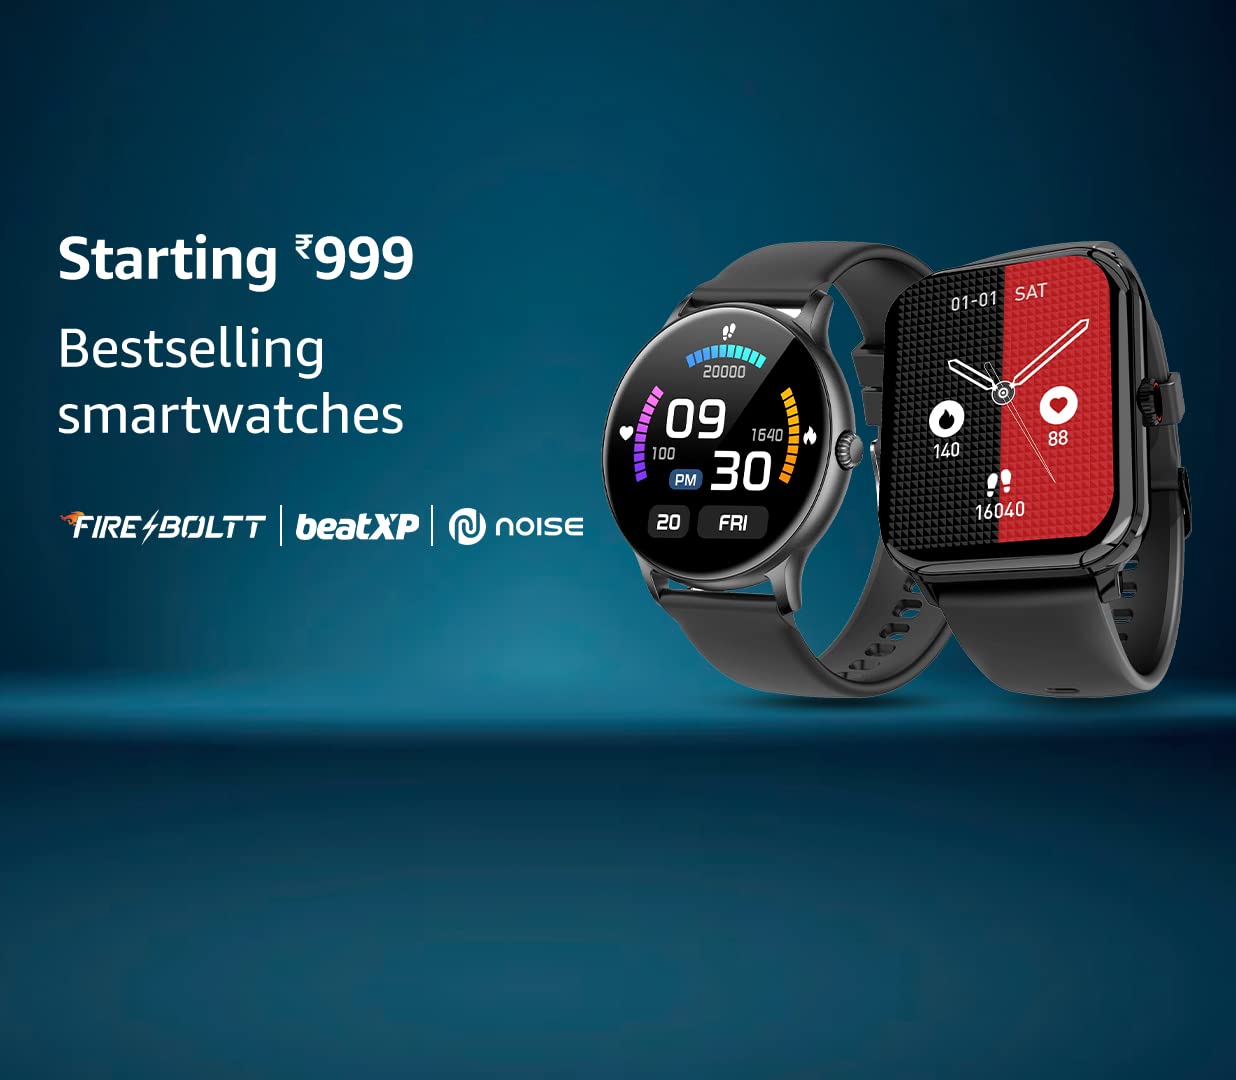 Starting ₹999
Bestselling
smartwatches
FIRE BOLTT | beatXP | NOISE
20000
09
100
1640
PM 30
20 FRI
01-01 SAT
140
88
16040